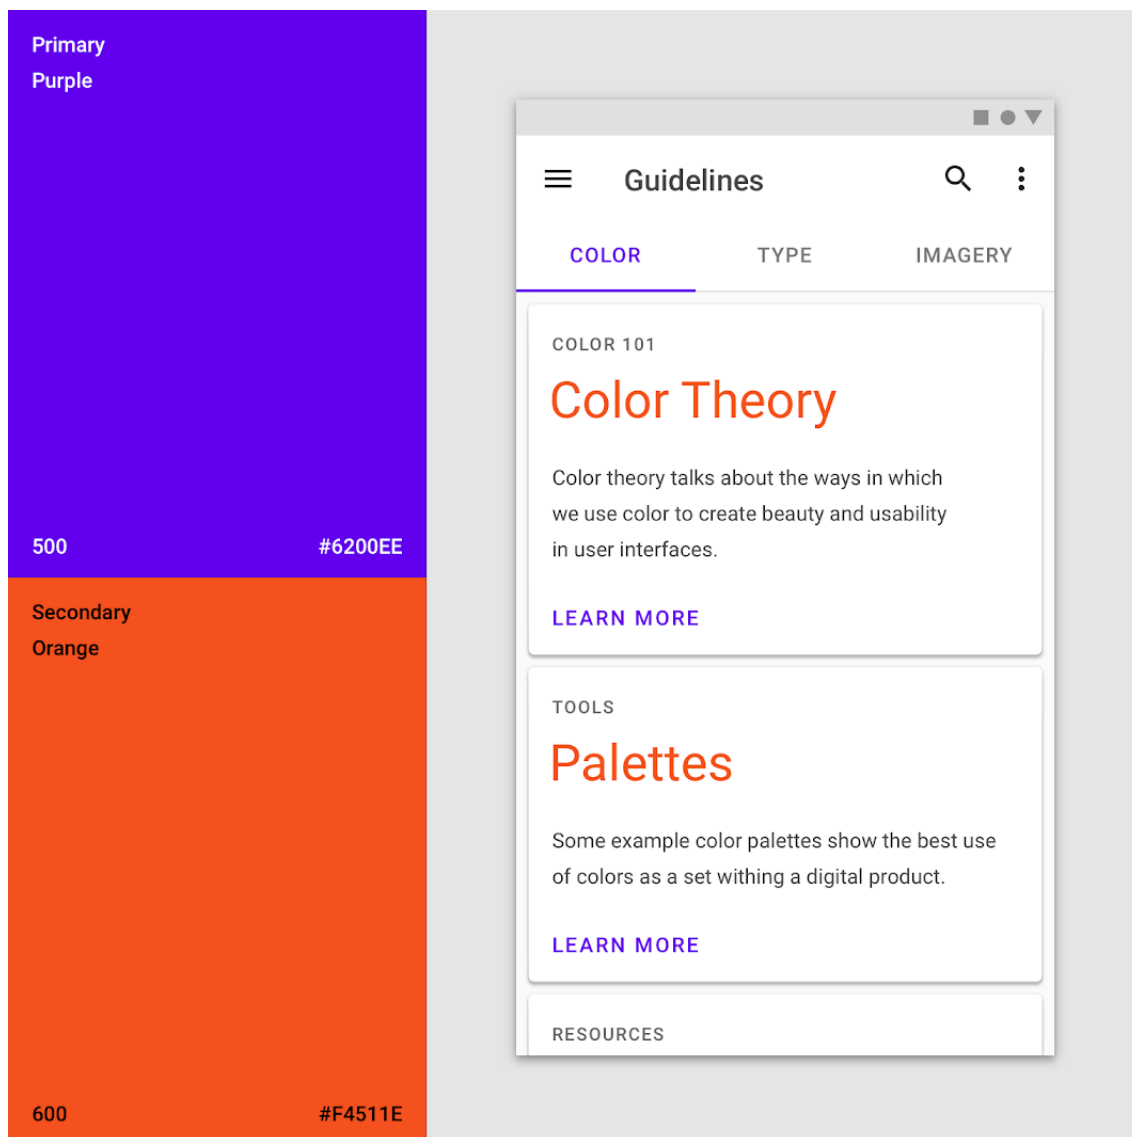 Primary
Purple
500 #6200EE
Secondary
Orange
600 #F4511E
Guidelines
COLOR TYPE IMAGERY
COLOR 101
Color Theory
Color theory talks about the ways in which
we use color to create beauty and usability
in user interfaces.
LEARN MORE
TOOLS
Palettes
Some example color palettes show the best use
of colors as a set withing a digital product.
LEARN MORE
RESOURCES